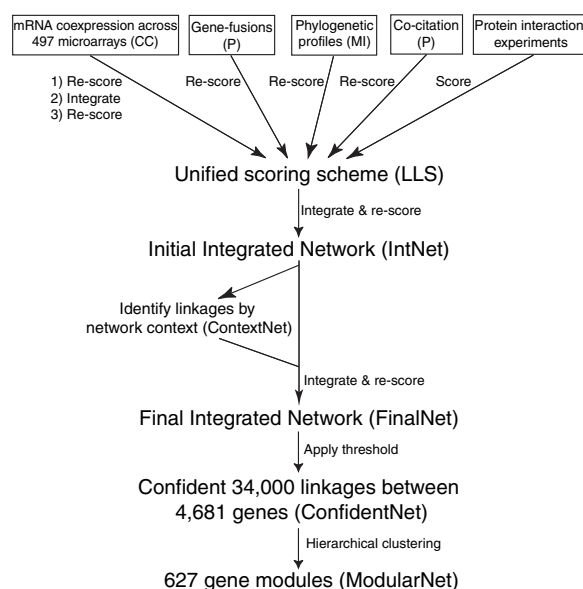 mRNA coexpression across
497 microarrays (CC)
Gene-fusions
(P)
Phylogenetic
profiles (MI)
Co-citation
(P)
Protein interaction
experiments
1) Re-score
2) Integrate
3) Re-score
Re-score
Re-score
Re-score
Score
Unified scoring scheme (LLS)
Integrate & re-score
Initial Integrated Network (IntNet)
Identify linkages by
network context (ContextNet)
Integrate & re-score
Final Integrated Network (FinalNet)
Apply threshold
Confident 34,000 linkages between
4,681 genes (ConfidentNet)
Hierarchical clustering
627 gene modules (ModularNet)